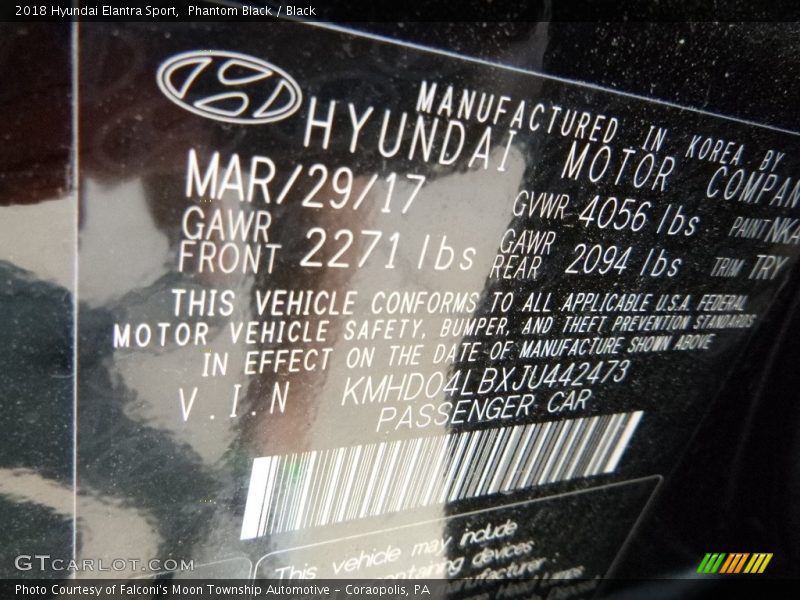 2018 Hyundai Elantra Sport, Phantom Black / Black
MANUFACTURED IN KOREA BY
HYUNDAI MOTOR COMPAN
MAR/29/17 GVWR 4056 lbs PAINT NKA
GAWR FRONT 2271 lbs GAWR REAR 2094 lbs TRIM TRY
THIS VEHICLE CONFORMS TO ALL APPLICABLE U.S.A. FEDERAL
MOTOR VEHICLE SAFETY, BUMPER, AND THEFT PREVENTION STANDARDS
IN EFFECT ON THE DATE OF MANUFACTURE SHOWN ABOVE
V.I.N KMHD04LBXJU442473
PASSENGER CAR
This vehicle may include
containing devices
GTCARLOT.COM
Photo Courtesy of Falconi's Moon Township Automotive - Coraopolis, PA